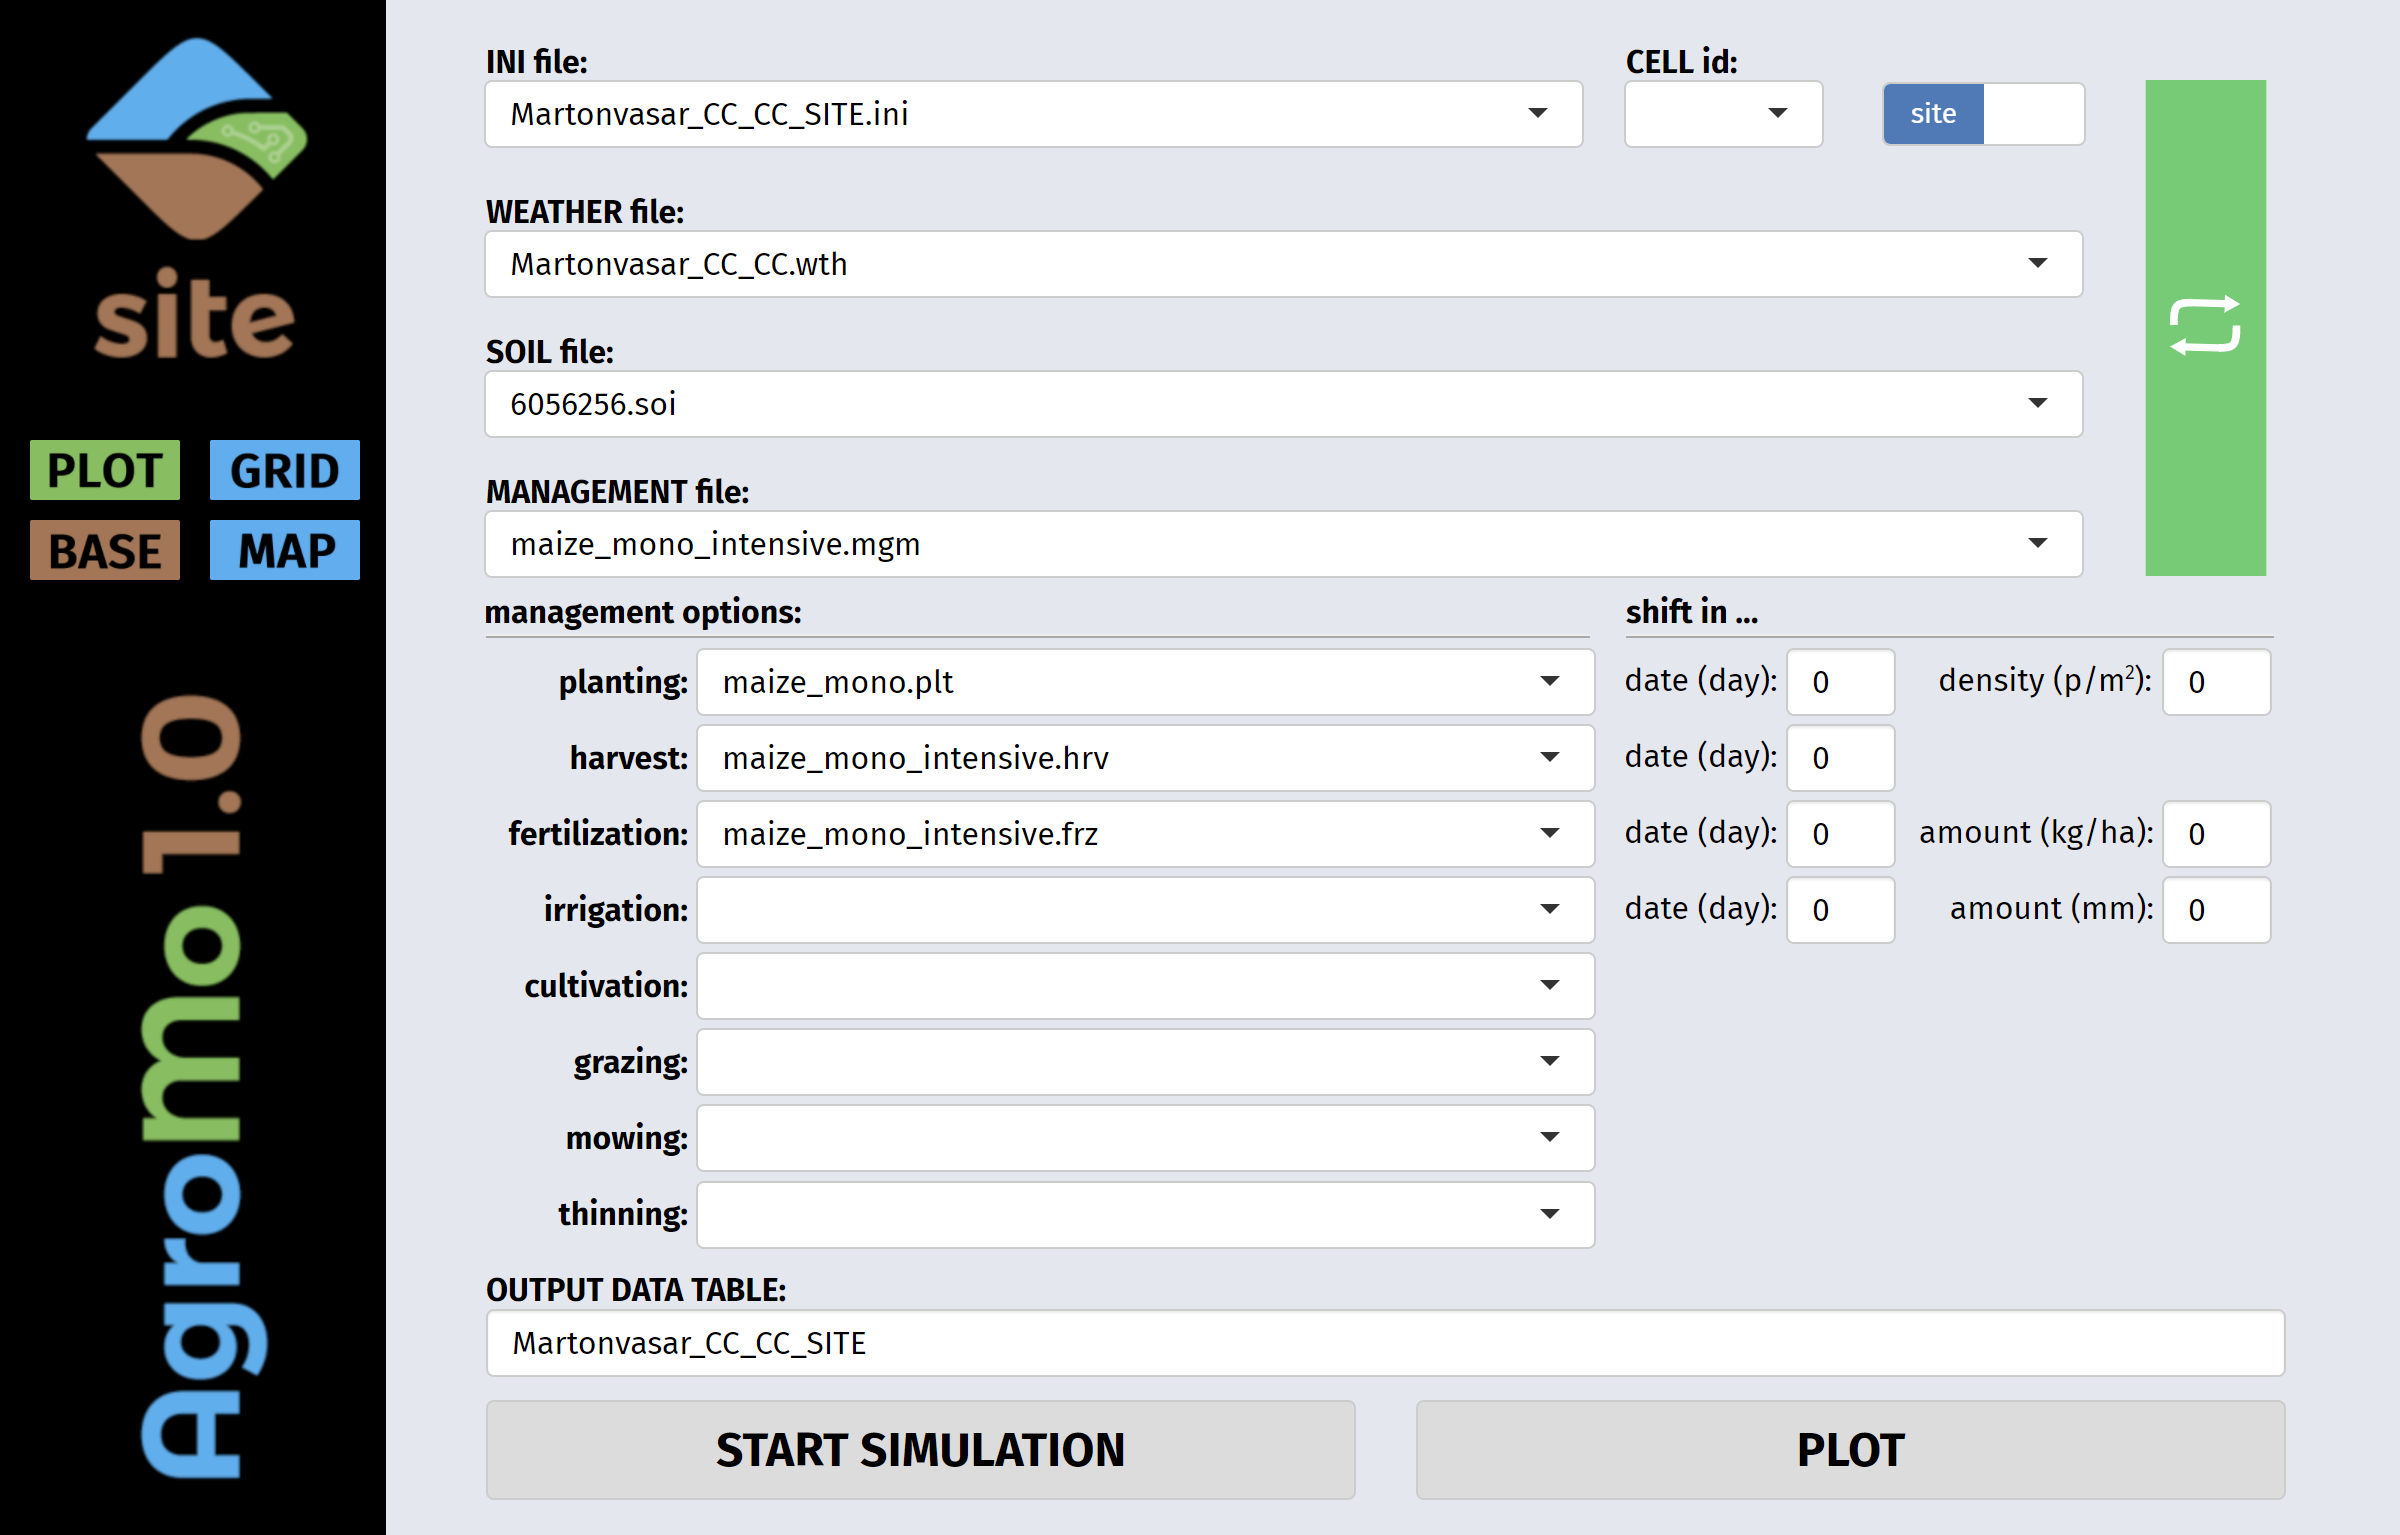 site
PLOT GRID
BASE MAP
Agromo 1.0
INI file: CELL id:
Martonvasar_CC_CC_SITE.ini site
WEATHER file:
Martonvasar_CC_CC.wth
SOIL file:
6056256.soi
MANAGEMENT file:
maize_mono_intensive.mgm
management options: shift in ...
planting: maize_mono.plt date (day): 0 density (p/m²): 0
harvest: maize_mono_intensive.hrv date (day): 0
fertilization: maize_mono_intensive.frz date (day): 0 amount (kg/ha): 0
irrigation: date (day): 0 amount (mm): 0
cultivation:
grazing:
mowing:
thinning:
OUTPUT DATA TABLE:
Martonvasar_CC_CC_SITE
START SIMULATION PLOT